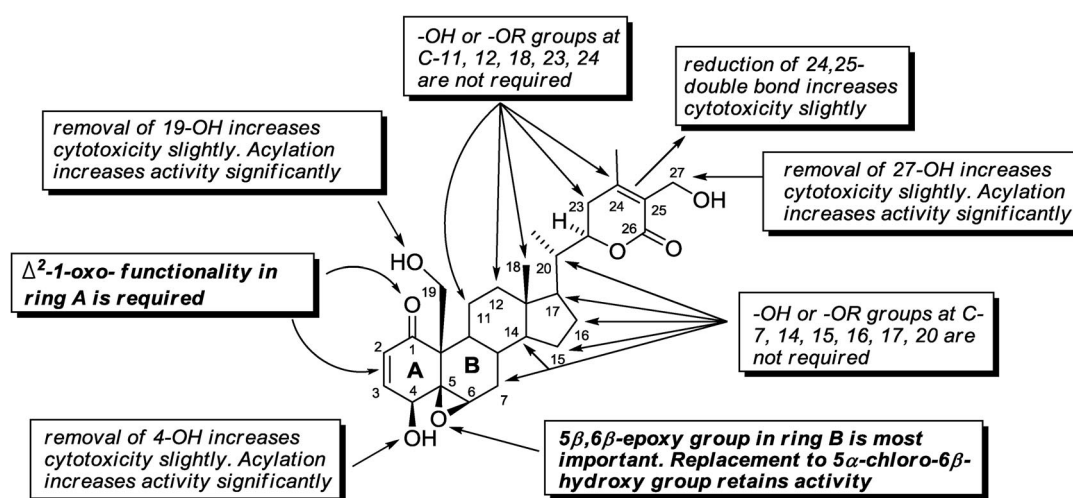 -OH or -OR groups at
C-11, 12, 18, 23, 24
are not required
reduction of 24,25-
double bond increases
cytotoxicity slightly
removal of 19-OH increases
cytotoxicity slightly. Acylation
increases activity significantly
removal of 27-OH increases
cytotoxicity slightly. Acylation
increases activity significantly
Δ²-1-oxo- functionality in
ring A is required
-OH or -OR groups at C-
7, 14, 15, 16, 17, 20 are
not required
removal of 4-OH increases
cytotoxicity slightly. Acylation
increases activity significantly
5β,6β-epoxy group in ring B is most
important. Replacement to 5α-chloro-6β-
hydroxy group retains activity
27
OH
23
24
25
26
H
O
O
20
18
HO
19
12
17
O
11
16
14
1
15
2
A
B
3
4
5
6
7
O
OH